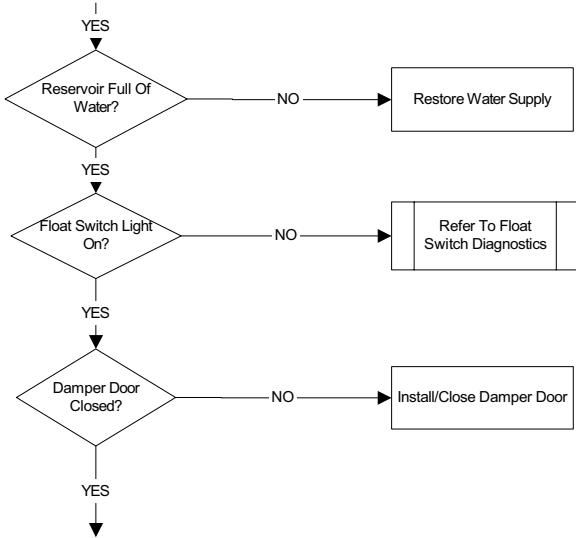 YES
Reservoir Full Of
Water?
NO
Restore Water Supply
YES
Float Switch Light
On?
NO
Refer To Float
Switch Diagnostics
YES
Damper Door
Closed?
NO
Install/Close Damper Door
YES